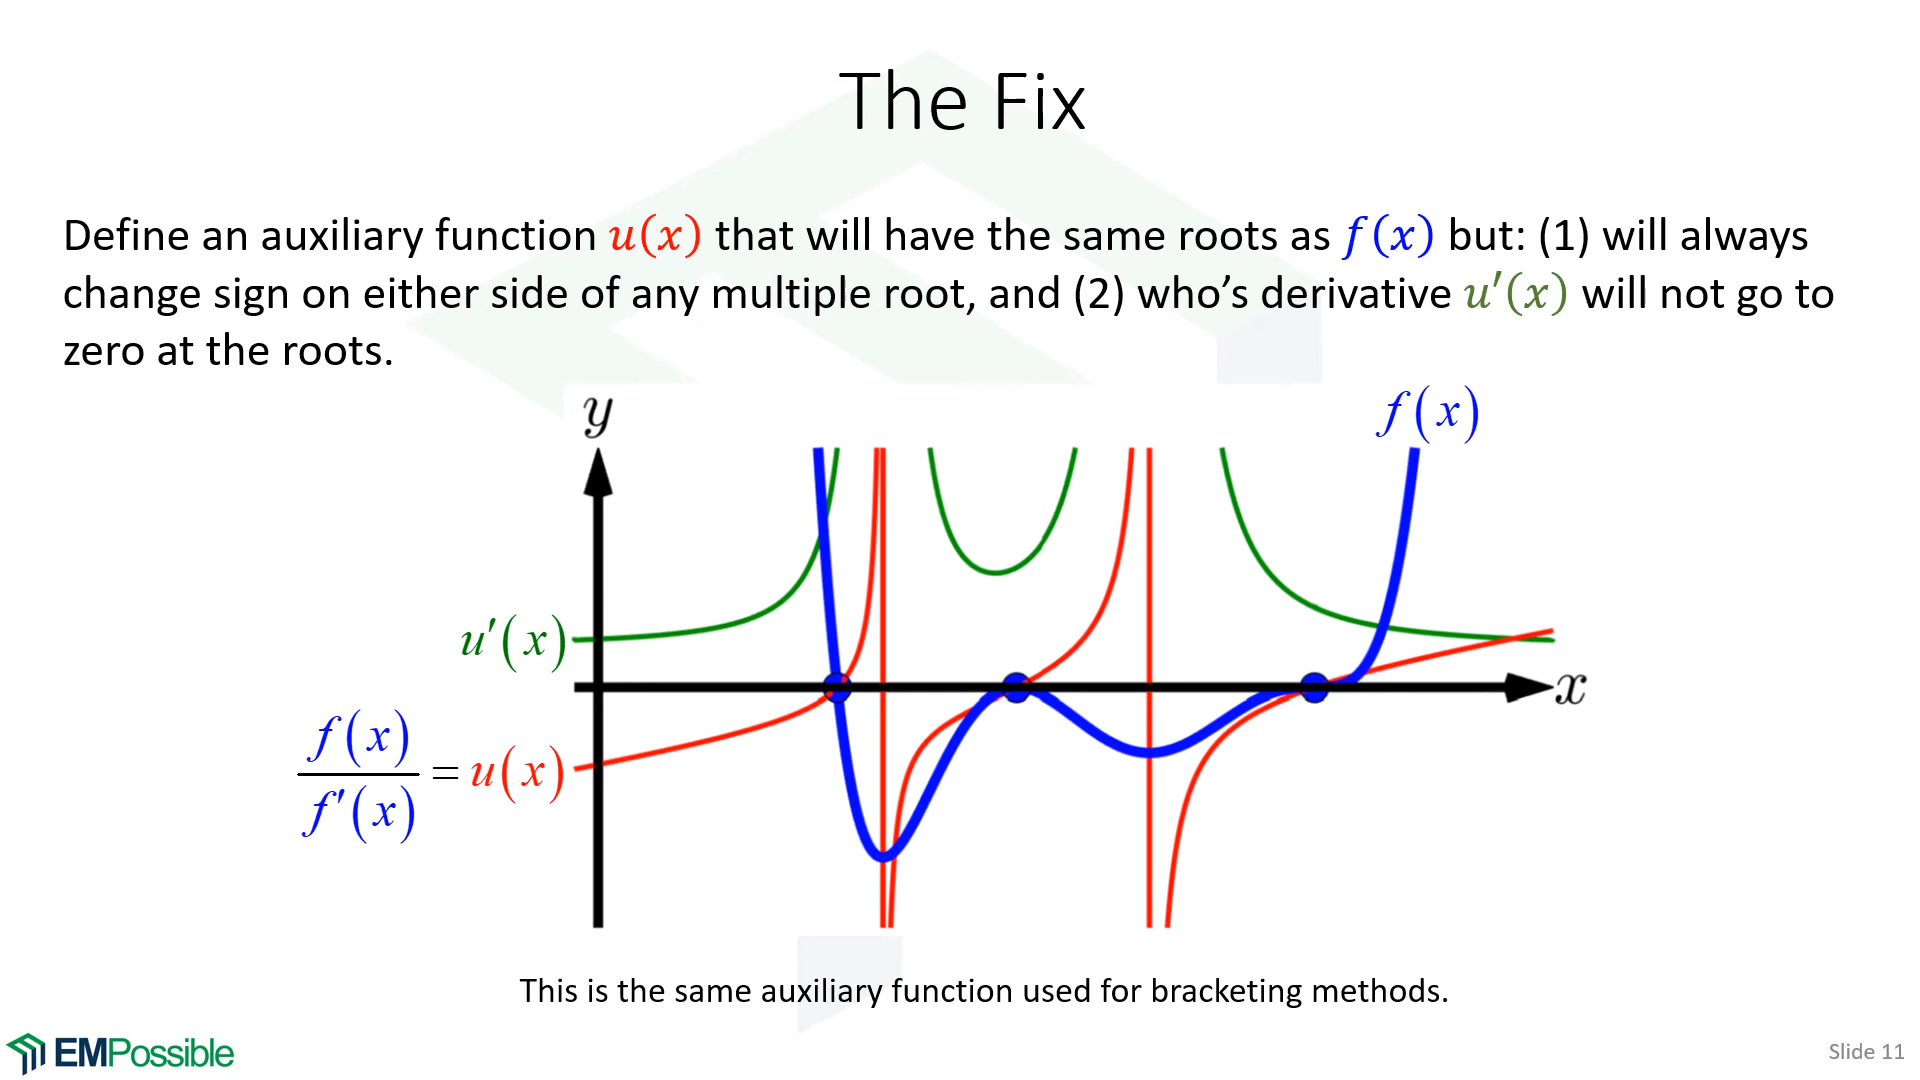 The Fix
Define an auxiliary function u(x) that will have the same roots as f(x) but: (1) will always
change sign on either side of any multiple root, and (2) who’s derivative u′(x) will not go to
zero at the roots.
y
f(x)
u′(x)
x
f(x)
f′(x)
= u(x)
This is the same auxiliary function used for bracketing methods.
EMPossible
Slide 11